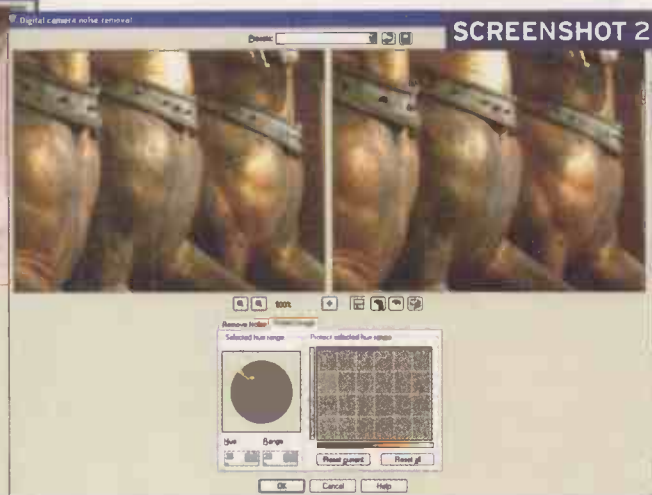 Digital camera noise removal
SCREENSHOT 2
Presets:
100%
Remove Noise
Selected hue range
Protect selected hue range
Hue
Range
Reset current
Reset all
OK
Cancel
Help